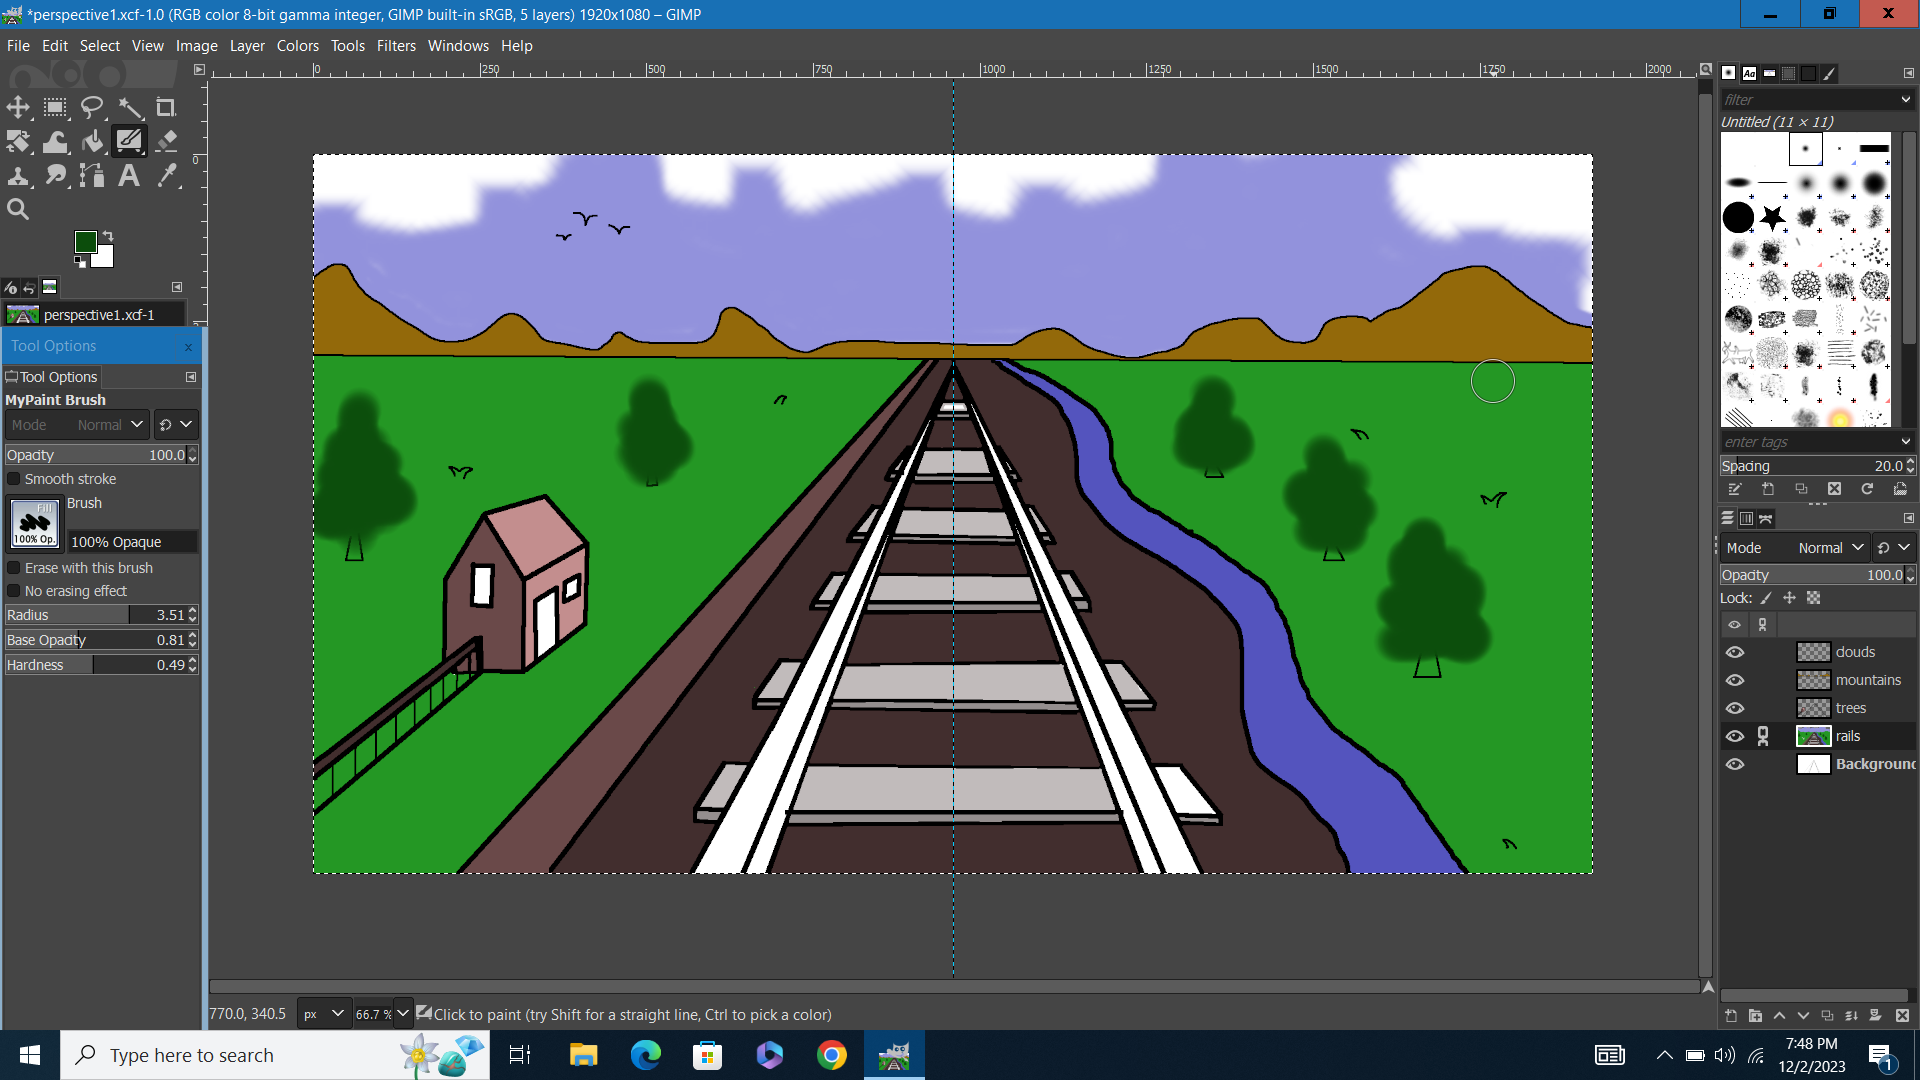 *perspective1.xcf-1.0 (RGB color 8-bit gamma integer, GIMP built-in sRGB, 5 layers) 1920x1080 – GIMP
File Edit Select View Image Layer Colors Tools Filters Windows Help
0 250 500 750 1000 1250 1500 1750 2000
0
perspective1.xcf-1
Tool Options x
Tool Options
MyPaint Brush
Mode Normal
Opacity 100.0
Smooth stroke
Brush
Fill
100% Op.
100% Opaque
Erase with this brush
No erasing effect
Radius 3.51
Base Opacity 0.81
Hardness 0.49
Aa
filter
Untitled (11 × 11)
enter tags
Spacing 20.0
Mode Normal
Opacity 100.0
Lock:
clouds
mountains
trees
rails
Background
770.0, 340.5 px 66.7 % Click to paint (try Shift for a straight line, Ctrl to pick a color)
Type here to search
7:48 PM
12/2/2023
1